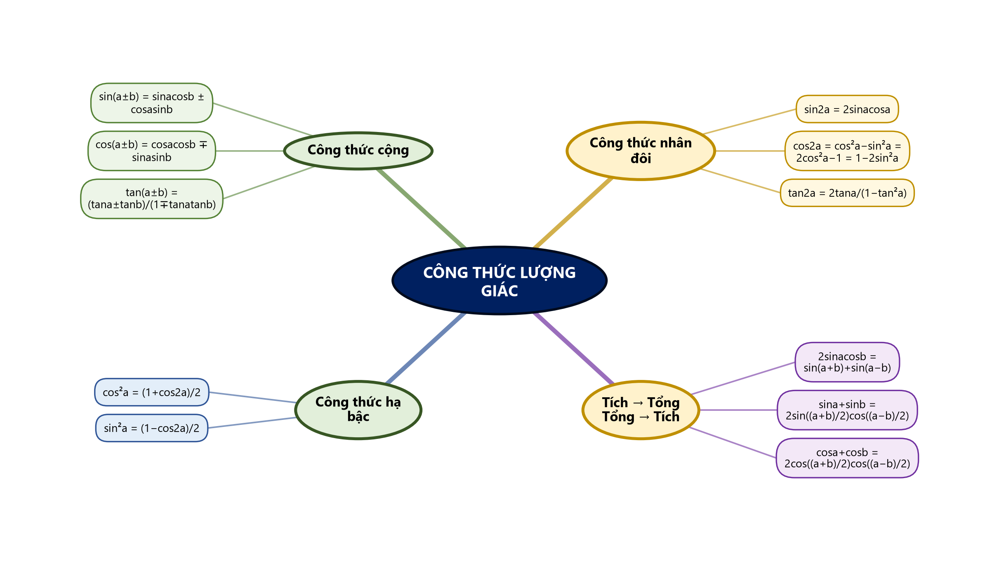 sin(a±b) = sinacosb ±
cosasinb
cos(a±b) = cosacosb ∓
sinasinb
tan(a±b) =
(tana±tanb)/(1∓tanatanb)
Công thức cộng
Công thức nhân
đôi
sin2a = 2sinacosa
cos2a = cos²a−sin²a =
2cos²a−1 = 1−2sin²a
tan2a = 2tana/(1−tan²a)
CÔNG THỨC LƯỢNG
GIÁC
cos²a = (1+cos2a)/2
sin²a = (1−cos2a)/2
Công thức hạ
bậc
Tích → Tổng
Tổng → Tích
2sinacosb =
sin(a+b)+sin(a−b)
sina+sinb =
2sin((a+b)/2)cos((a−b)/2)
cosa+cosb =
2cos((a+b)/2)cos((a−b)/2)